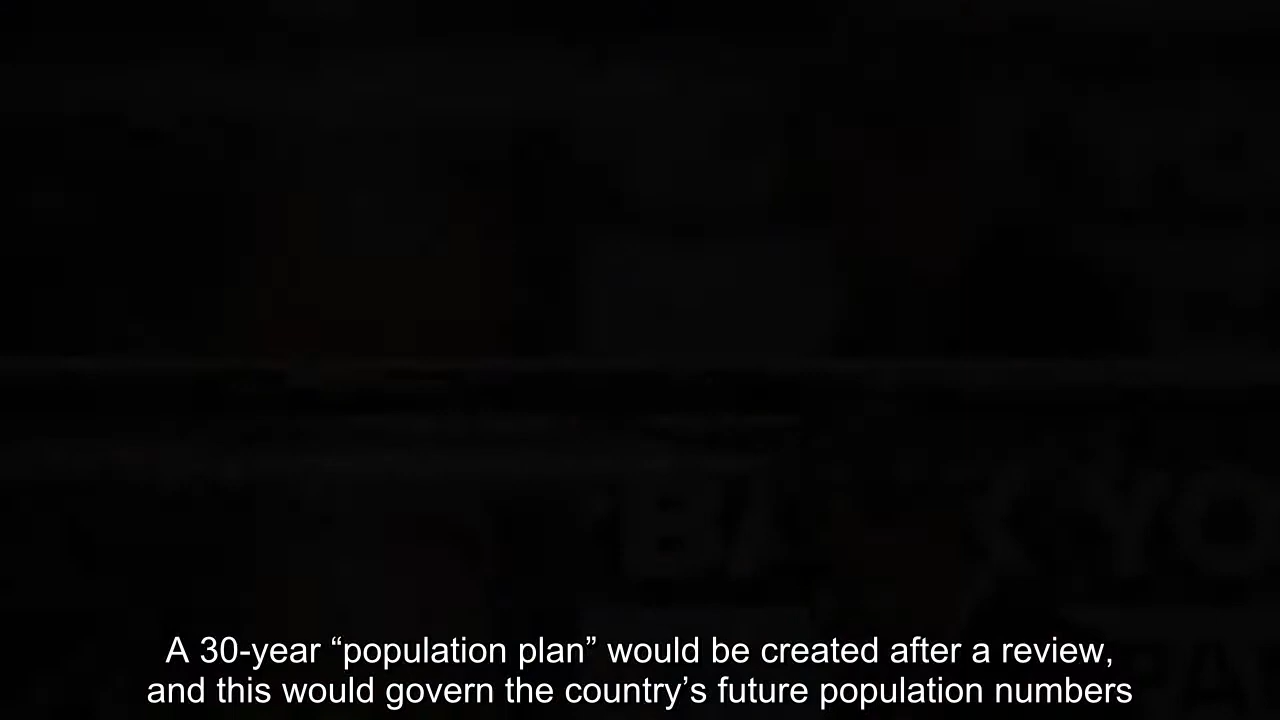 A 30-year “population plan” would be created after a review,
and this would govern the country’s future population numbers